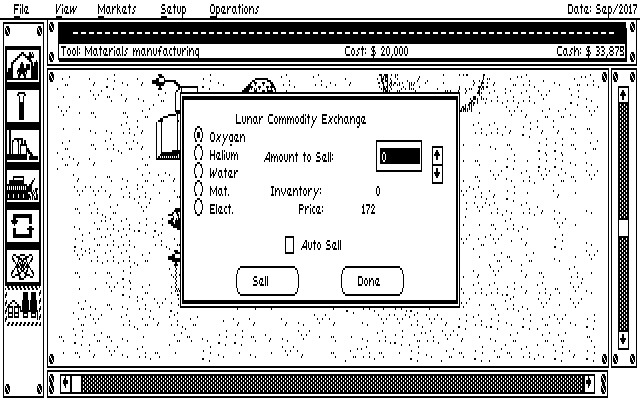 File View Markets Setup Operations Date: Sep/2017
Tool: Materials manufacturing Cost: $ 20,000 Cash: $ 33,875
Lunar Commodity Exchange
Oxygen
Helium Amount to Sell: 0
Water
Mat. Inventory: 0
Elect. Price: 172
Auto Sell
Sell Done